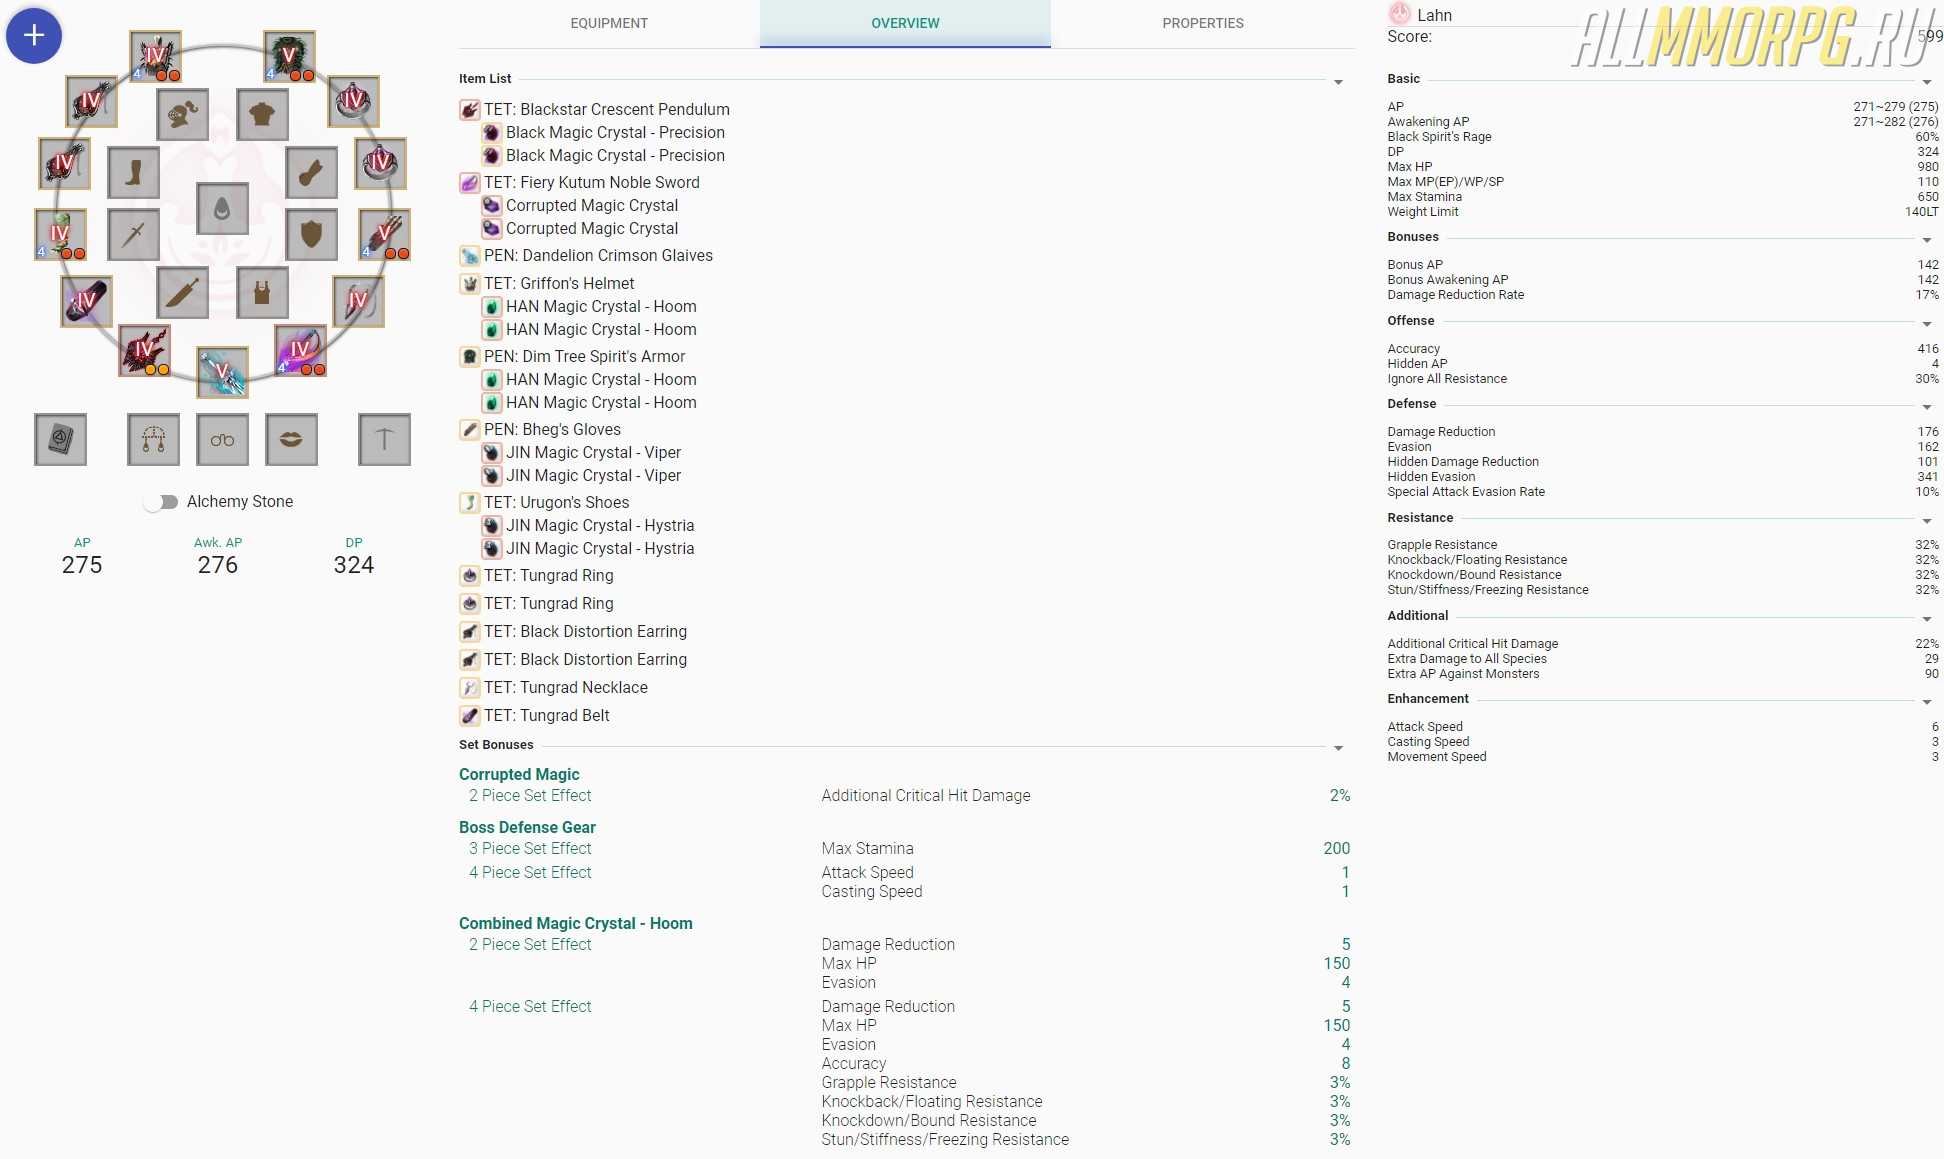 EQUIPMENT
OVERVIEW
PROPERTIES
IV
4
V
4
IV
IV
IV
IV
IV
4
V
4
IV
IV
IV
IV
4
V
Alchemy Stone
AP
Awk. AP
DP
275
276
324
Item List
TET: Blackstar Crescent Pendulum
Black Magic Crystal - Precision
Black Magic Crystal - Precision
TET: Fiery Kutum Noble Sword
Corrupted Magic Crystal
Corrupted Magic Crystal
PEN: Dandelion Crimson Glaives
TET: Griffon's Helmet
HAN Magic Crystal - Hoom
HAN Magic Crystal - Hoom
PEN: Dim Tree Spirit's Armor
HAN Magic Crystal - Hoom
HAN Magic Crystal - Hoom
PEN: Bheg's Gloves
JIN Magic Crystal - Viper
JIN Magic Crystal - Viper
TET: Urugon's Shoes
JIN Magic Crystal - Hystria
JIN Magic Crystal - Hystria
TET: Tungrad Ring
TET: Tungrad Ring
TET: Black Distortion Earring
TET: Black Distortion Earring
TET: Tungrad Necklace
TET: Tungrad Belt
Set Bonuses
Corrupted Magic
2 Piece Set Effect Additional Critical Hit Damage 2%
Boss Defense Gear
3 Piece Set Effect Max Stamina 200
4 Piece Set Effect Attack Speed 1
Casting Speed 1
Combined Magic Crystal - Hoom
2 Piece Set Effect Damage Reduction 5
Max HP 150
Evasion 4
4 Piece Set Effect Damage Reduction 5
Max HP 150
Evasion 4
Accuracy 8
Grapple Resistance 3%
Knockback/Floating Resistance 3%
Knockdown/Bound Resistance 3%
Stun/Stiffness/Freezing Resistance 3%
Lahn
Score: 599
ALLMMORPG.RU
Basic
AP 271~279 (275)
Awakening AP 271~282 (276)
Black Spirit's Rage 60%
DP 324
Max HP 980
Max MP(EP)/WP/SP 110
Max Stamina 650
Weight Limit 140LT
Bonuses
Bonus AP 142
Bonus Awakening AP 142
Damage Reduction Rate 17%
Offense
Accuracy 416
Hidden AP 4
Ignore All Resistance 30%
Defense
Damage Reduction 176
Evasion 162
Hidden Damage Reduction 101
Hidden Evasion 341
Special Attack Evasion Rate 10%
Resistance
Grapple Resistance 32%
Knockback/Floating Resistance 32%
Knockdown/Bound Resistance 32%
Stun/Stiffness/Freezing Resistance 32%
Additional
Additional Critical Hit Damage 22%
Extra Damage to All Species 29
Extra AP Against Monsters 90
Enhancement
Attack Speed 6
Casting Speed 3
Movement Speed 3